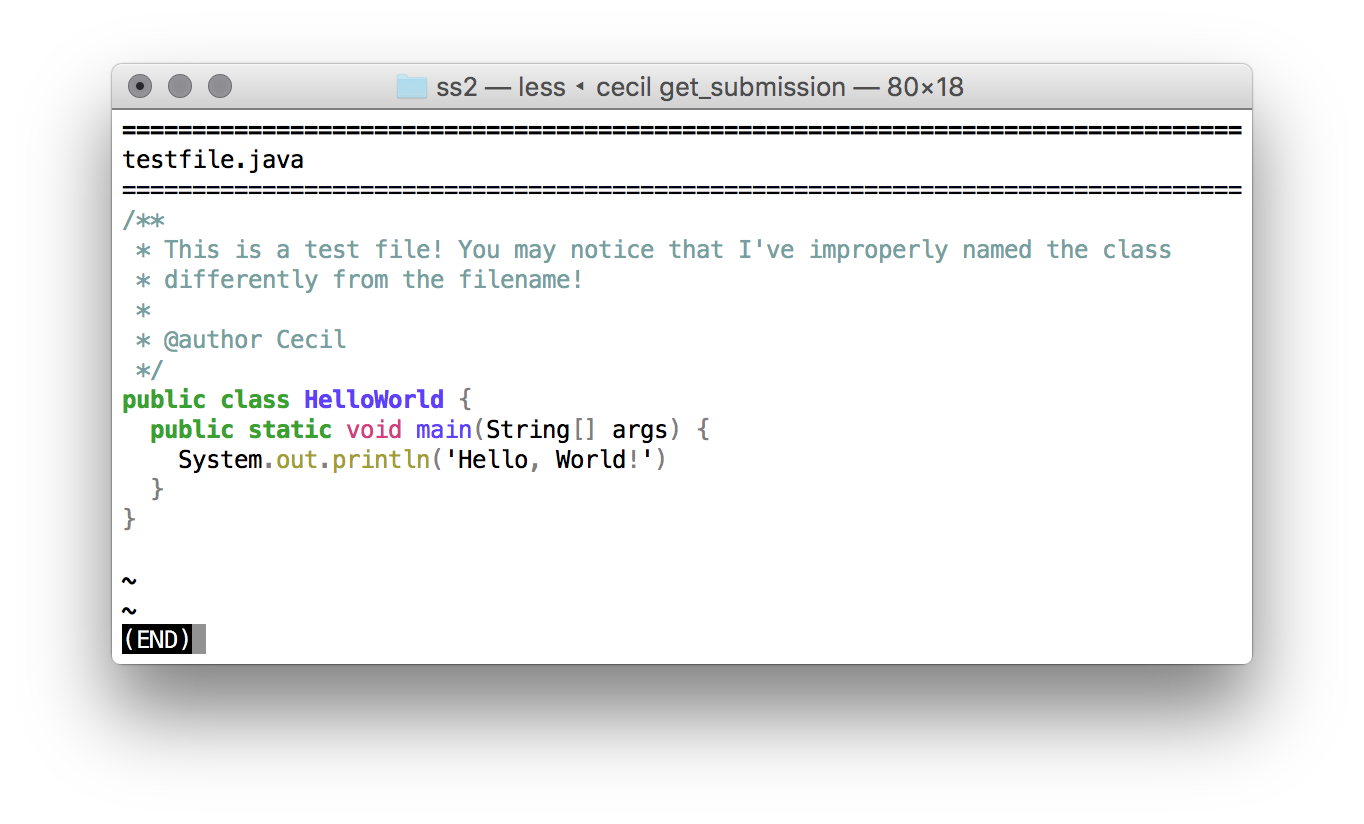 ss2 — less ◂ cecil get_submission — 80×18
================================================================================
testfile.java
================================================================================
/**
 * This is a test file! You may notice that I've improperly named the class
 * differently from the filename!
 *
 * @author Cecil
 */
public class HelloWorld {
  public static void main(String[] args) {
    System.out.println('Hello, World!')
  }
}

~
~
(END)